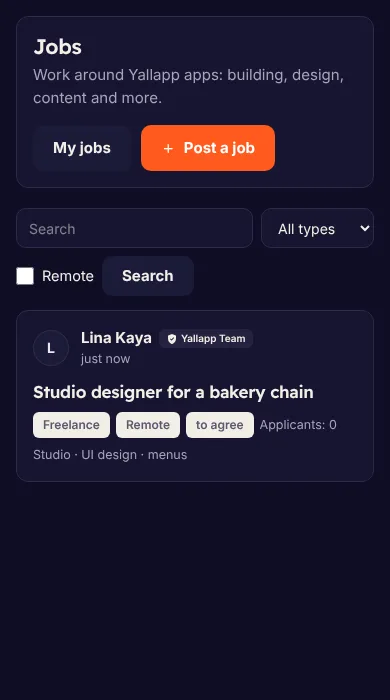 Jobs
Work around Yallapp apps: building, design,
content and more.
My jobs + Post a job
Search All types
Remote Search
L Lina Kaya Yallapp Team
just now
Studio designer for a bakery chain
Freelance Remote to agree Applicants: 0
Studio · UI design · menus